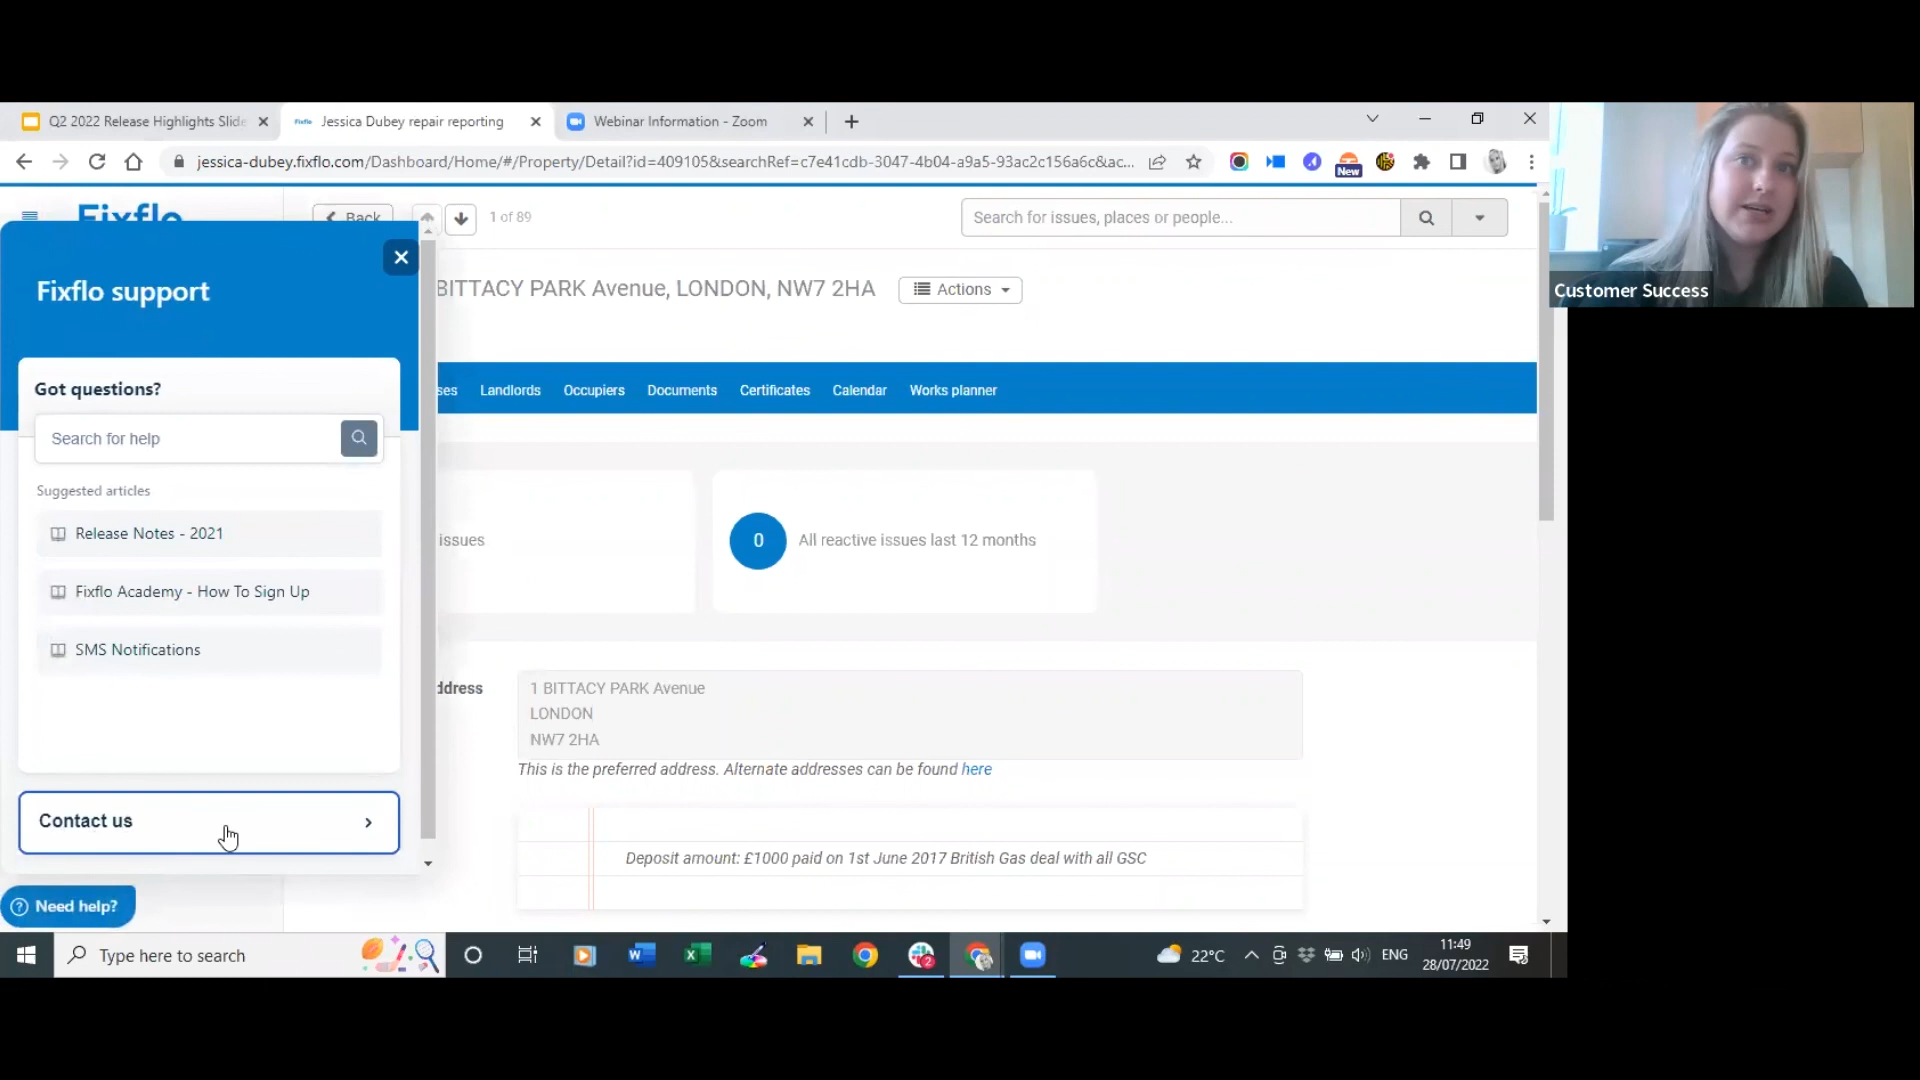 Q2 2022 Release Highlights Slide
Jessica Dubey repair reporting
Webinar Information - Zoom
jessica-dubey.fixflo.com/Dashboard/Home/#/Property/Detail?id=409105&searchRef=c7e41cdb-3047-4b04-a9a5-93ac2c156a6c&ac...
New
Fixflo
Back
1 of 89
Search for issues, places or people...
Fixflo support
BITTACY PARK Avenue, LONDON, NW7 2HA
Actions
Customer Success
Got questions?
ses
Landlords
Occupiers
Documents
Certificates
Calendar
Works planner
Search for help
Suggested articles
Release Notes - 2021
Fixflo Academy - How To Sign Up
SMS Notifications
issues
0
All reactive issues last 12 months
ddress
1 BITTACY PARK Avenue
LONDON
NW7 2HA
This is the preferred address. Alternate addresses can be found here
Contact us
Deposit amount: £1000 paid on 1st June 2017 British Gas deal with all GSC
Need help?
Type here to search
2
22°C
ENG
11:49
28/07/2022